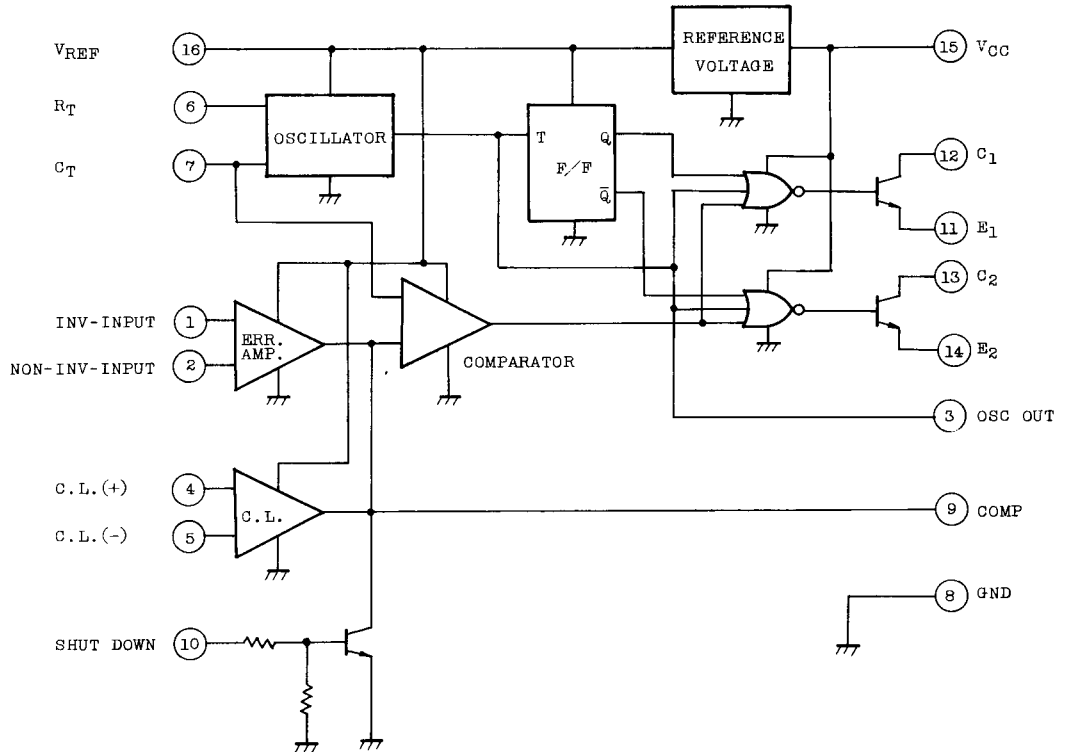 VREF 16 REFERENCE VOLTAGE 15 VCC
RT 6 OSCILLATOR
CT 7
T Q
F/F
Q̅
12 C1
11 E1
13 C2
14 E2
INV-INPUT 1
ERR. AMP.
NON-INV-INPUT 2
COMPARATOR
3 OSC OUT
C.L.(+) 4
C.L.
C.L.(-) 5
9 COMP
8 GND
SHUT DOWN 10